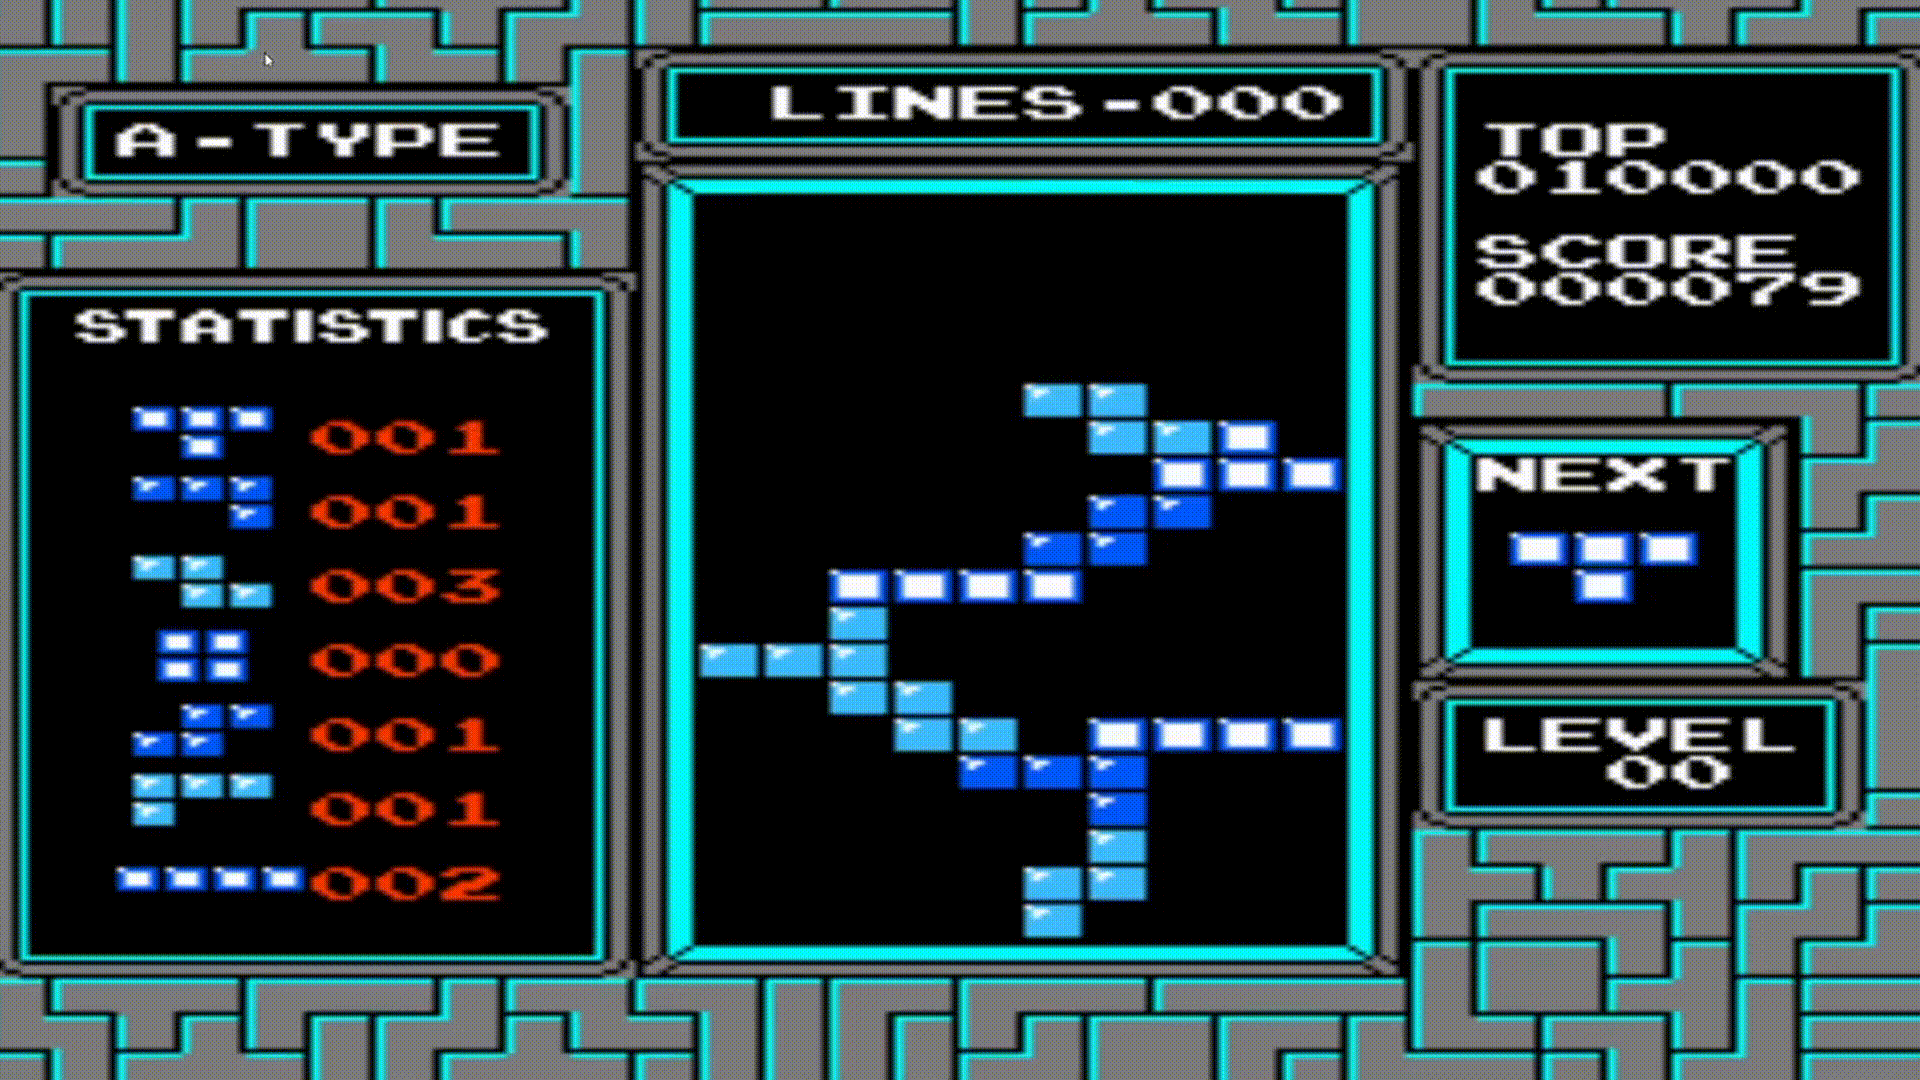 A-TYPE
LINES-000
TOP
010000
SCORE
000079
STATISTICS
001
001
003
000
001
001
002
NEXT
LEVEL
00